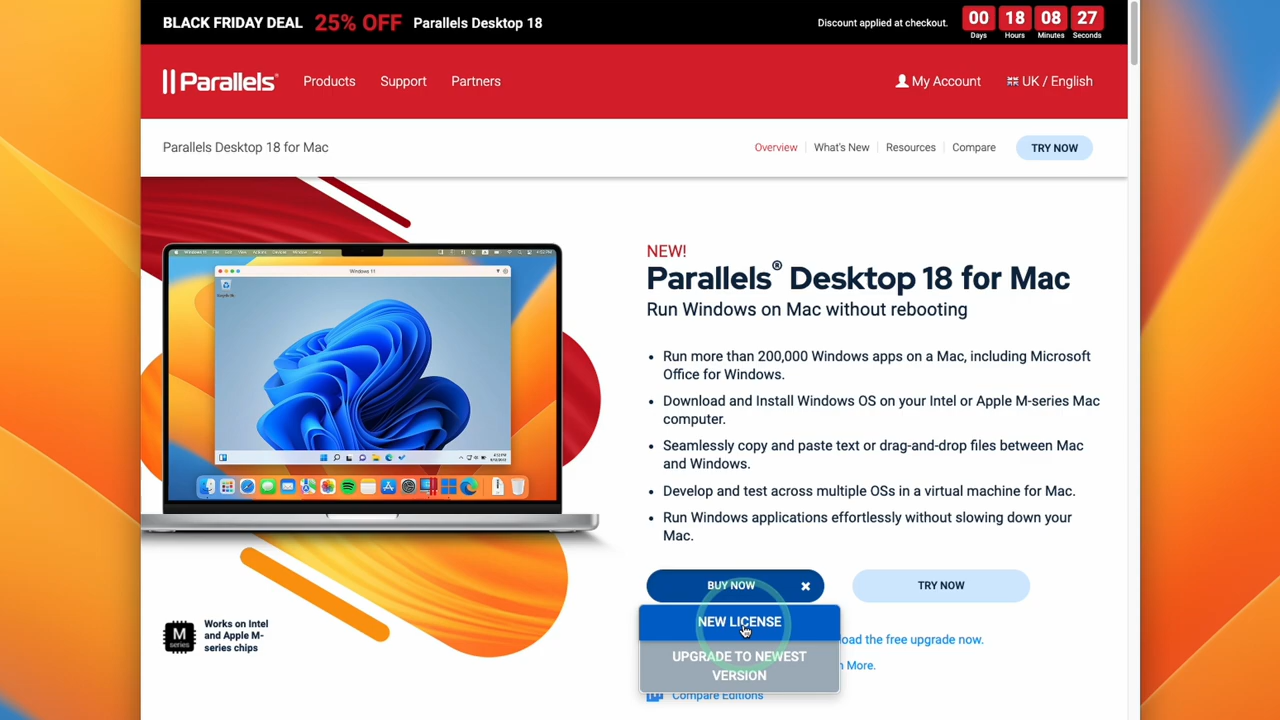 BLACK FRIDAY DEAL 25% OFF Parallels Desktop 18
Discount applied at checkout.
00 18 08 27
Days Hours Minutes Seconds
Parallels®
Products Support Partners
My Account UK / English
Parallels Desktop 18 for Mac
Overview What's New Resources Compare TRY NOW
NEW!
Parallels® Desktop 18 for Mac
Run Windows on Mac without rebooting
• Run more than 200,000 Windows apps on a Mac, including Microsoft
Office for Windows.
• Download and Install Windows OS on your Intel or Apple M-series Mac
computer.
• Seamlessly copy and paste text or drag-and-drop files between Mac
and Windows.
• Develop and test across multiple OSs in a virtual machine for Mac.
• Run Windows applications effortlessly without slowing down your
Mac.
Windows 11
BUY NOW TRY NOW
NEW LICENSE
UPGRADE TO NEWEST
VERSION
oad the free upgrade now.
n More.
Compare Editions
M
series
Works on Intel
and Apple M-
series chips